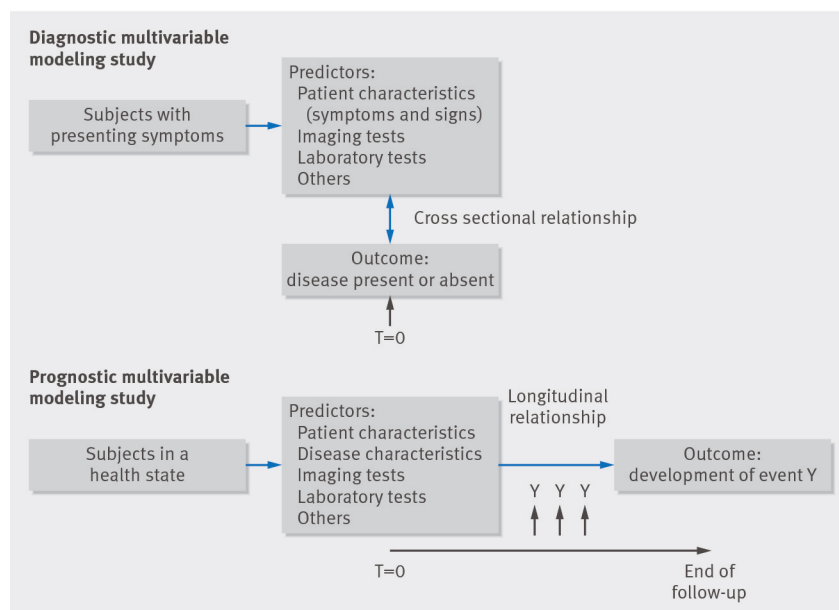 Diagnostic multivariable
modeling study
Subjects with
presenting symptoms
Predictors:
Patient characteristics
(symptoms and signs)
Imaging tests
Laboratory tests
Others
Cross sectional relationship
Outcome:
disease present or absent
T=0
Prognostic multivariable
modeling study
Subjects in a
health state
Predictors:
Patient characteristics
Disease characteristics
Imaging tests
Laboratory tests
Others
Longitudinal
relationship
Outcome:
development of event Y
Y Y Y
T=0
End of
follow-up